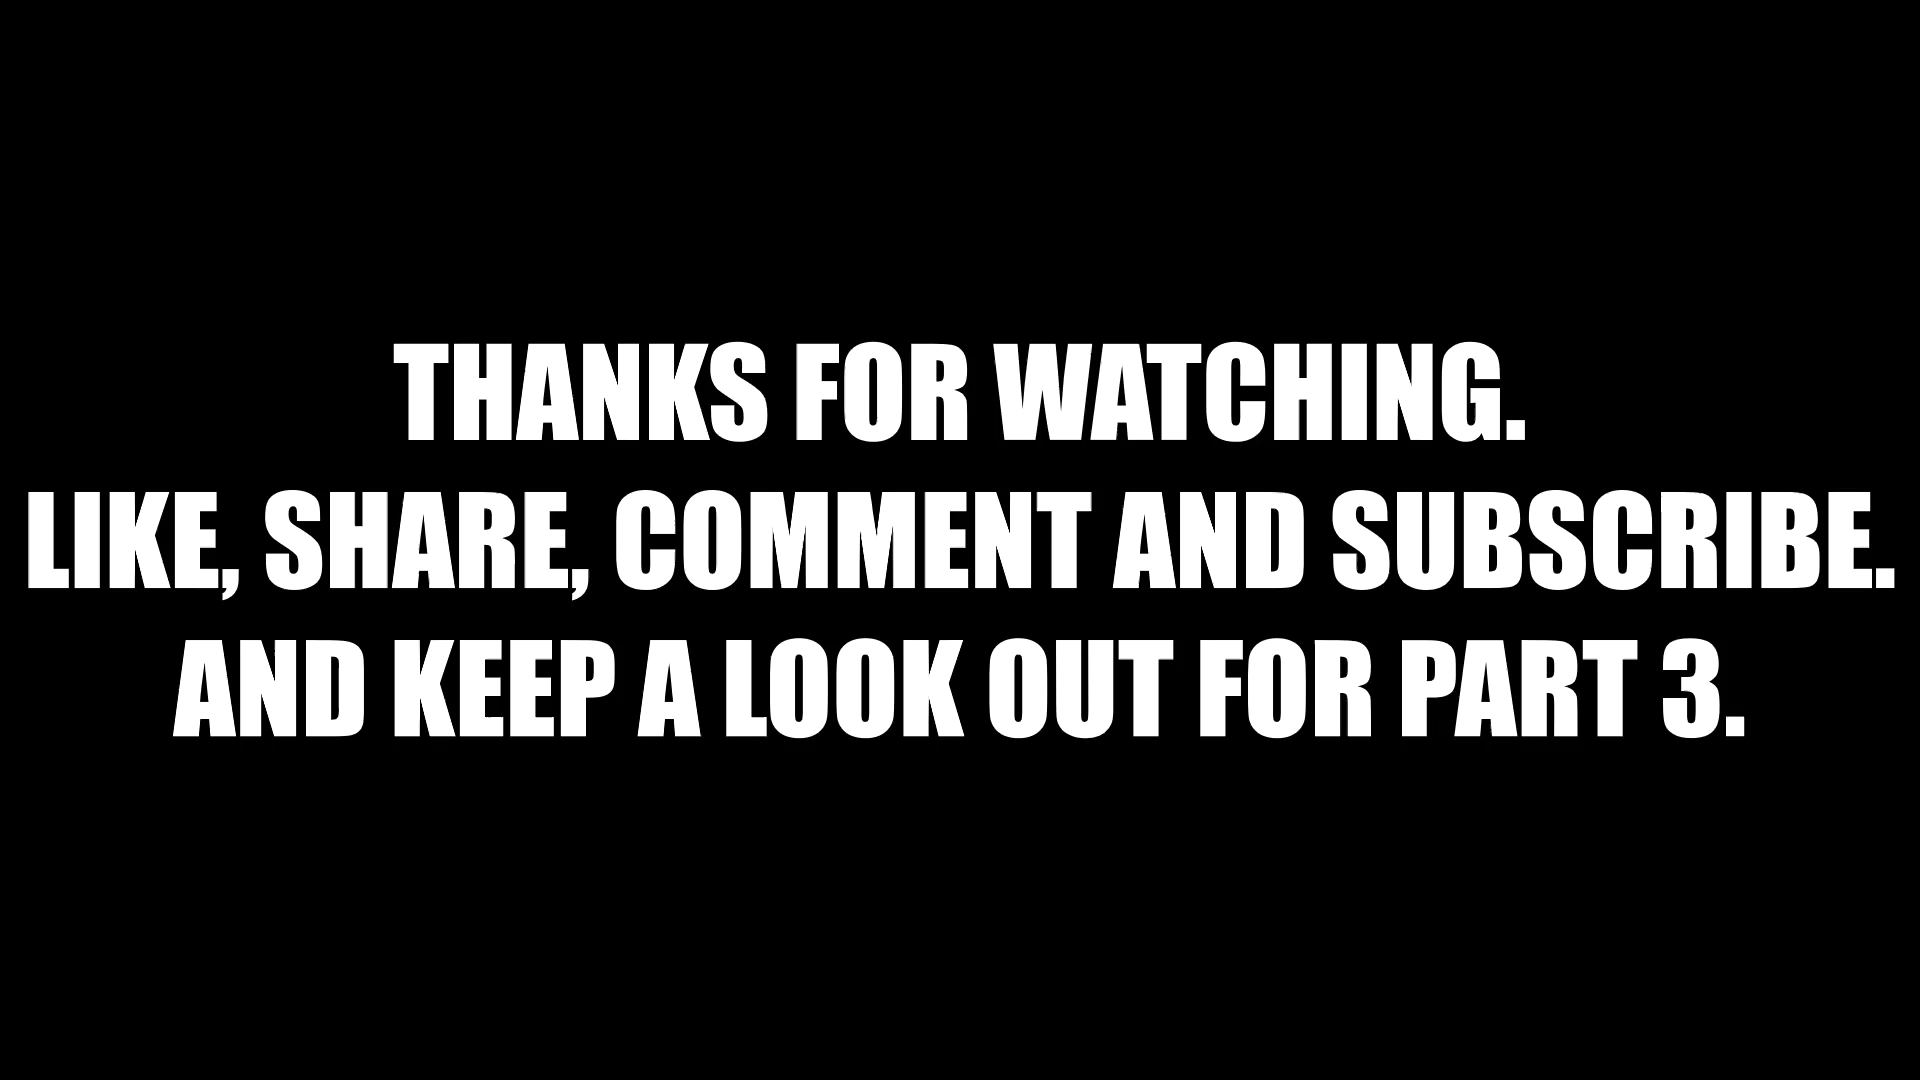 THANKS FOR WATCHING.
LIKE, SHARE, COMMENT AND SUBSCRIBE.
AND KEEP A LOOK OUT FOR PART 3.